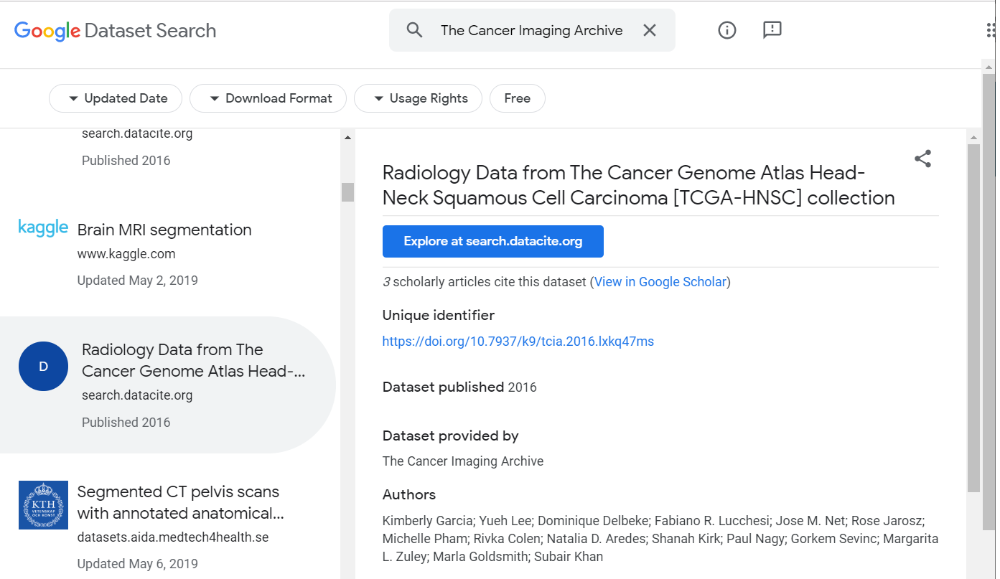 Google Dataset Search
The Cancer Imaging Archive
Updated Date
Download Format
Usage Rights
Free
search.datacite.org
Published 2016
kaggle
Brain MRI segmentation
www.kaggle.com
Updated May 2, 2019
D
Radiology Data from The
Cancer Genome Atlas Head-...
search.datacite.org
Published 2016
KTH
VETENSKAP
OCH KONST
Segmented CT pelvis scans
with annotated anatomical...
datasets.aida.medtech4health.se
Updated May 6, 2019
Radiology Data from The Cancer Genome Atlas Head-
Neck Squamous Cell Carcinoma [TCGA-HNSC] collection
Explore at search.datacite.org
3 scholarly articles cite this dataset (View in Google Scholar)
Unique identifier
https://doi.org/10.7937/k9/tcia.2016.lxkq47ms
Dataset published 2016
Dataset provided by
The Cancer Imaging Archive
Authors
Kimberly Garcia; Yueh Lee; Dominique Delbeke; Fabiano R. Lucchesi; Jose M. Net; Rose Jarosz;
Michelle Pham; Rivka Colen; Natalia D. Aredes; Shanah Kirk; Paul Nagy; Gorkem Sevinc; Margarita
L. Zuley; Marla Goldsmith; Subair Khan